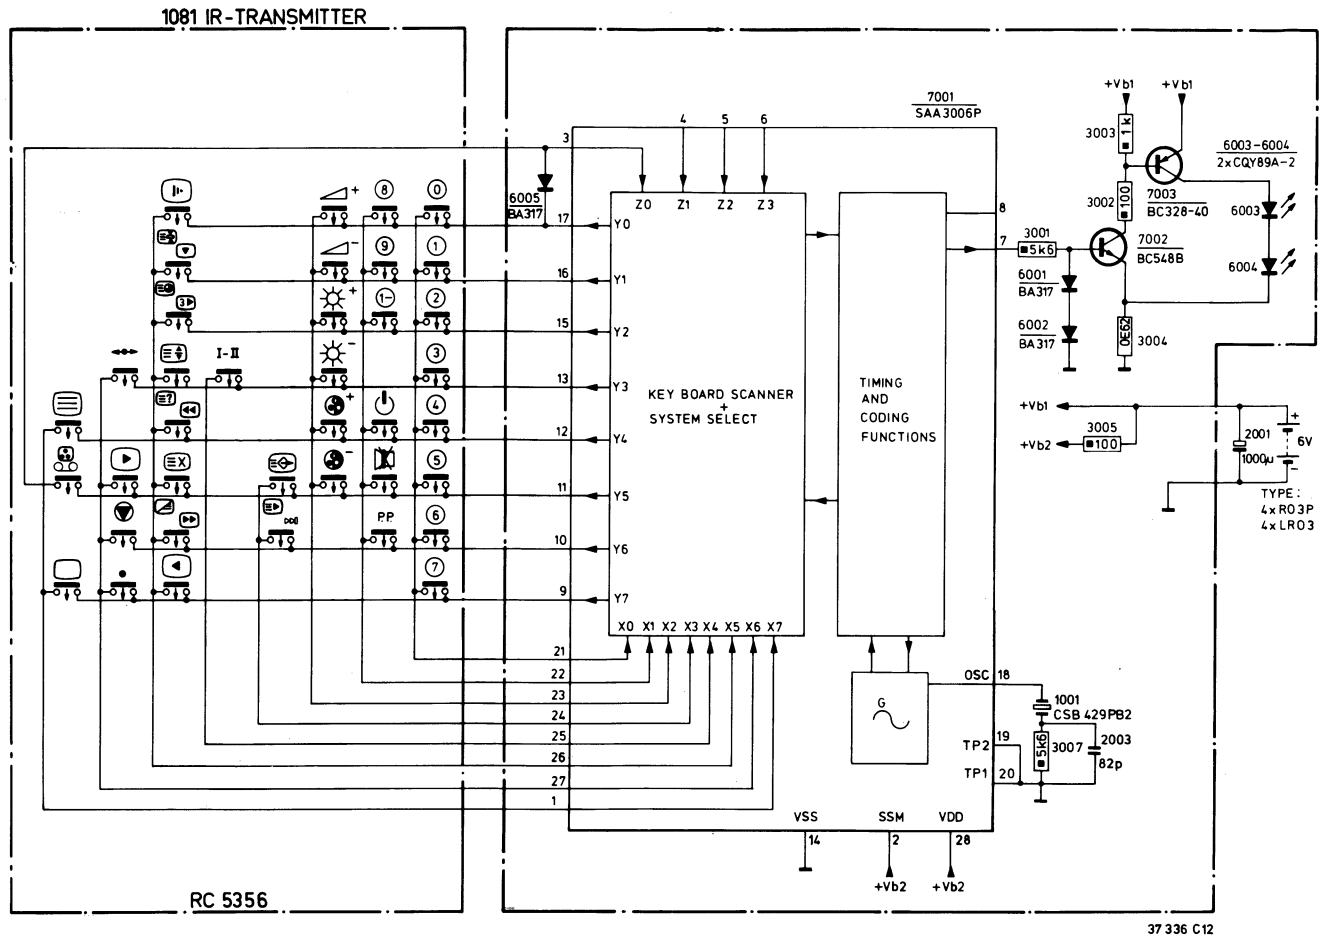 1081 IR-TRANSMITTER
7001
SAA3006P
+Vb1 +Vb1
3003 1k
6003-6004
2xCQY89A-2
3 4 5 6
6005
BA317
Z0 Z1 Z2 Z3
3002 100
7003
BC328-40
6003
+ 8 0
17 Y0
8
- 9 1
16 Y1
7
3001
5k6
7002
BC548B
6004
6001
BA317
3 + 1- 2
15 Y2
6002
BA317
0E62 3004
I-II - 3
13 Y3
KEY BOARD SCANNER
+
SYSTEM SELECT
TIMING
AND
CODING
FUNCTIONS
? + 4
12 Y4
+Vb1
3005
100
+Vb2
2001
1000µ
+
6V
-
X - 5
11 Y5
TYPE:
4xR03P
4xLR03
P.P. 6
10 Y6
7
9 Y7
X0 X1 X2 X3 X4 X5 X6 X7
21
22
23
24
25
26
27
1
G
OSC 18
1001
CSB 429PB2
TP2 19
5k6 3007
2003
82p
TP1 20
VSS SSM VDD
14 2 28
+Vb2 +Vb2
RC 5356
37 336 C12